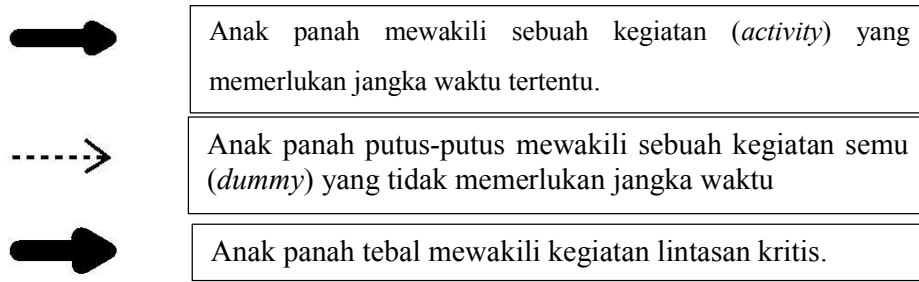 Anak panah mewakili sebuah kegiatan (activity) yang
memerlukan jangka waktu tertentu.
Anak panah putus-putus mewakili sebuah kegiatan semu
(dummy) yang tidak memerlukan jangka waktu
Anak panah tebal mewakili kegiatan lintasan kritis.